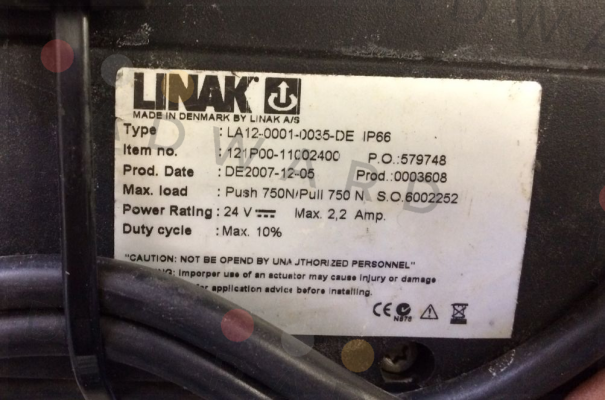 LINAK
MADE IN DENMARK BY LINAK A/S
Type : LA12-0001-0035-DE IP66
Item no. : 121P00-11002400 P.O.:579748
Prod. Date : DE2007-12-05 Prod.:0003608
Max. load : Push 750N/Pull 750 N S.O.6002252
Power Rating : 24 V Max. 2,2 Amp.
Duty cycle : Max. 10%
"CAUTION: NOT BE OPEND BY UNAUTHORIZED PERSONNEL"
Imporper use of an actuator may cause injury or damage
for application advice before installing.
CE N878
EDWARD